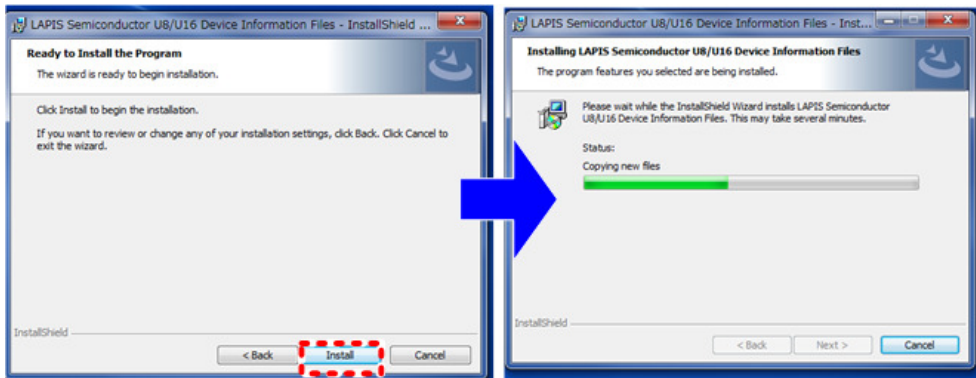 LAPIS Semiconductor U8/U16 Device Information Files - InstallShield ...
Ready to Install the Program
The wizard is ready to begin installation.
Click Install to begin the installation.
If you want to review or change any of your installation settings, click Back. Click Cancel to
exit the wizard.
InstallShield
< Back
Install
Cancel
LAPIS Semiconductor U8/U16 Device Information Files - Inst...
Installing LAPIS Semiconductor U8/U16 Device Information Files
The program features you selected are being installed.
Please wait while the InstallShield Wizard installs LAPIS Semiconductor
U8/U16 Device Information Files. This may take several minutes.
Status:
Copying new files
InstallShield
< Back
Next >
Cancel